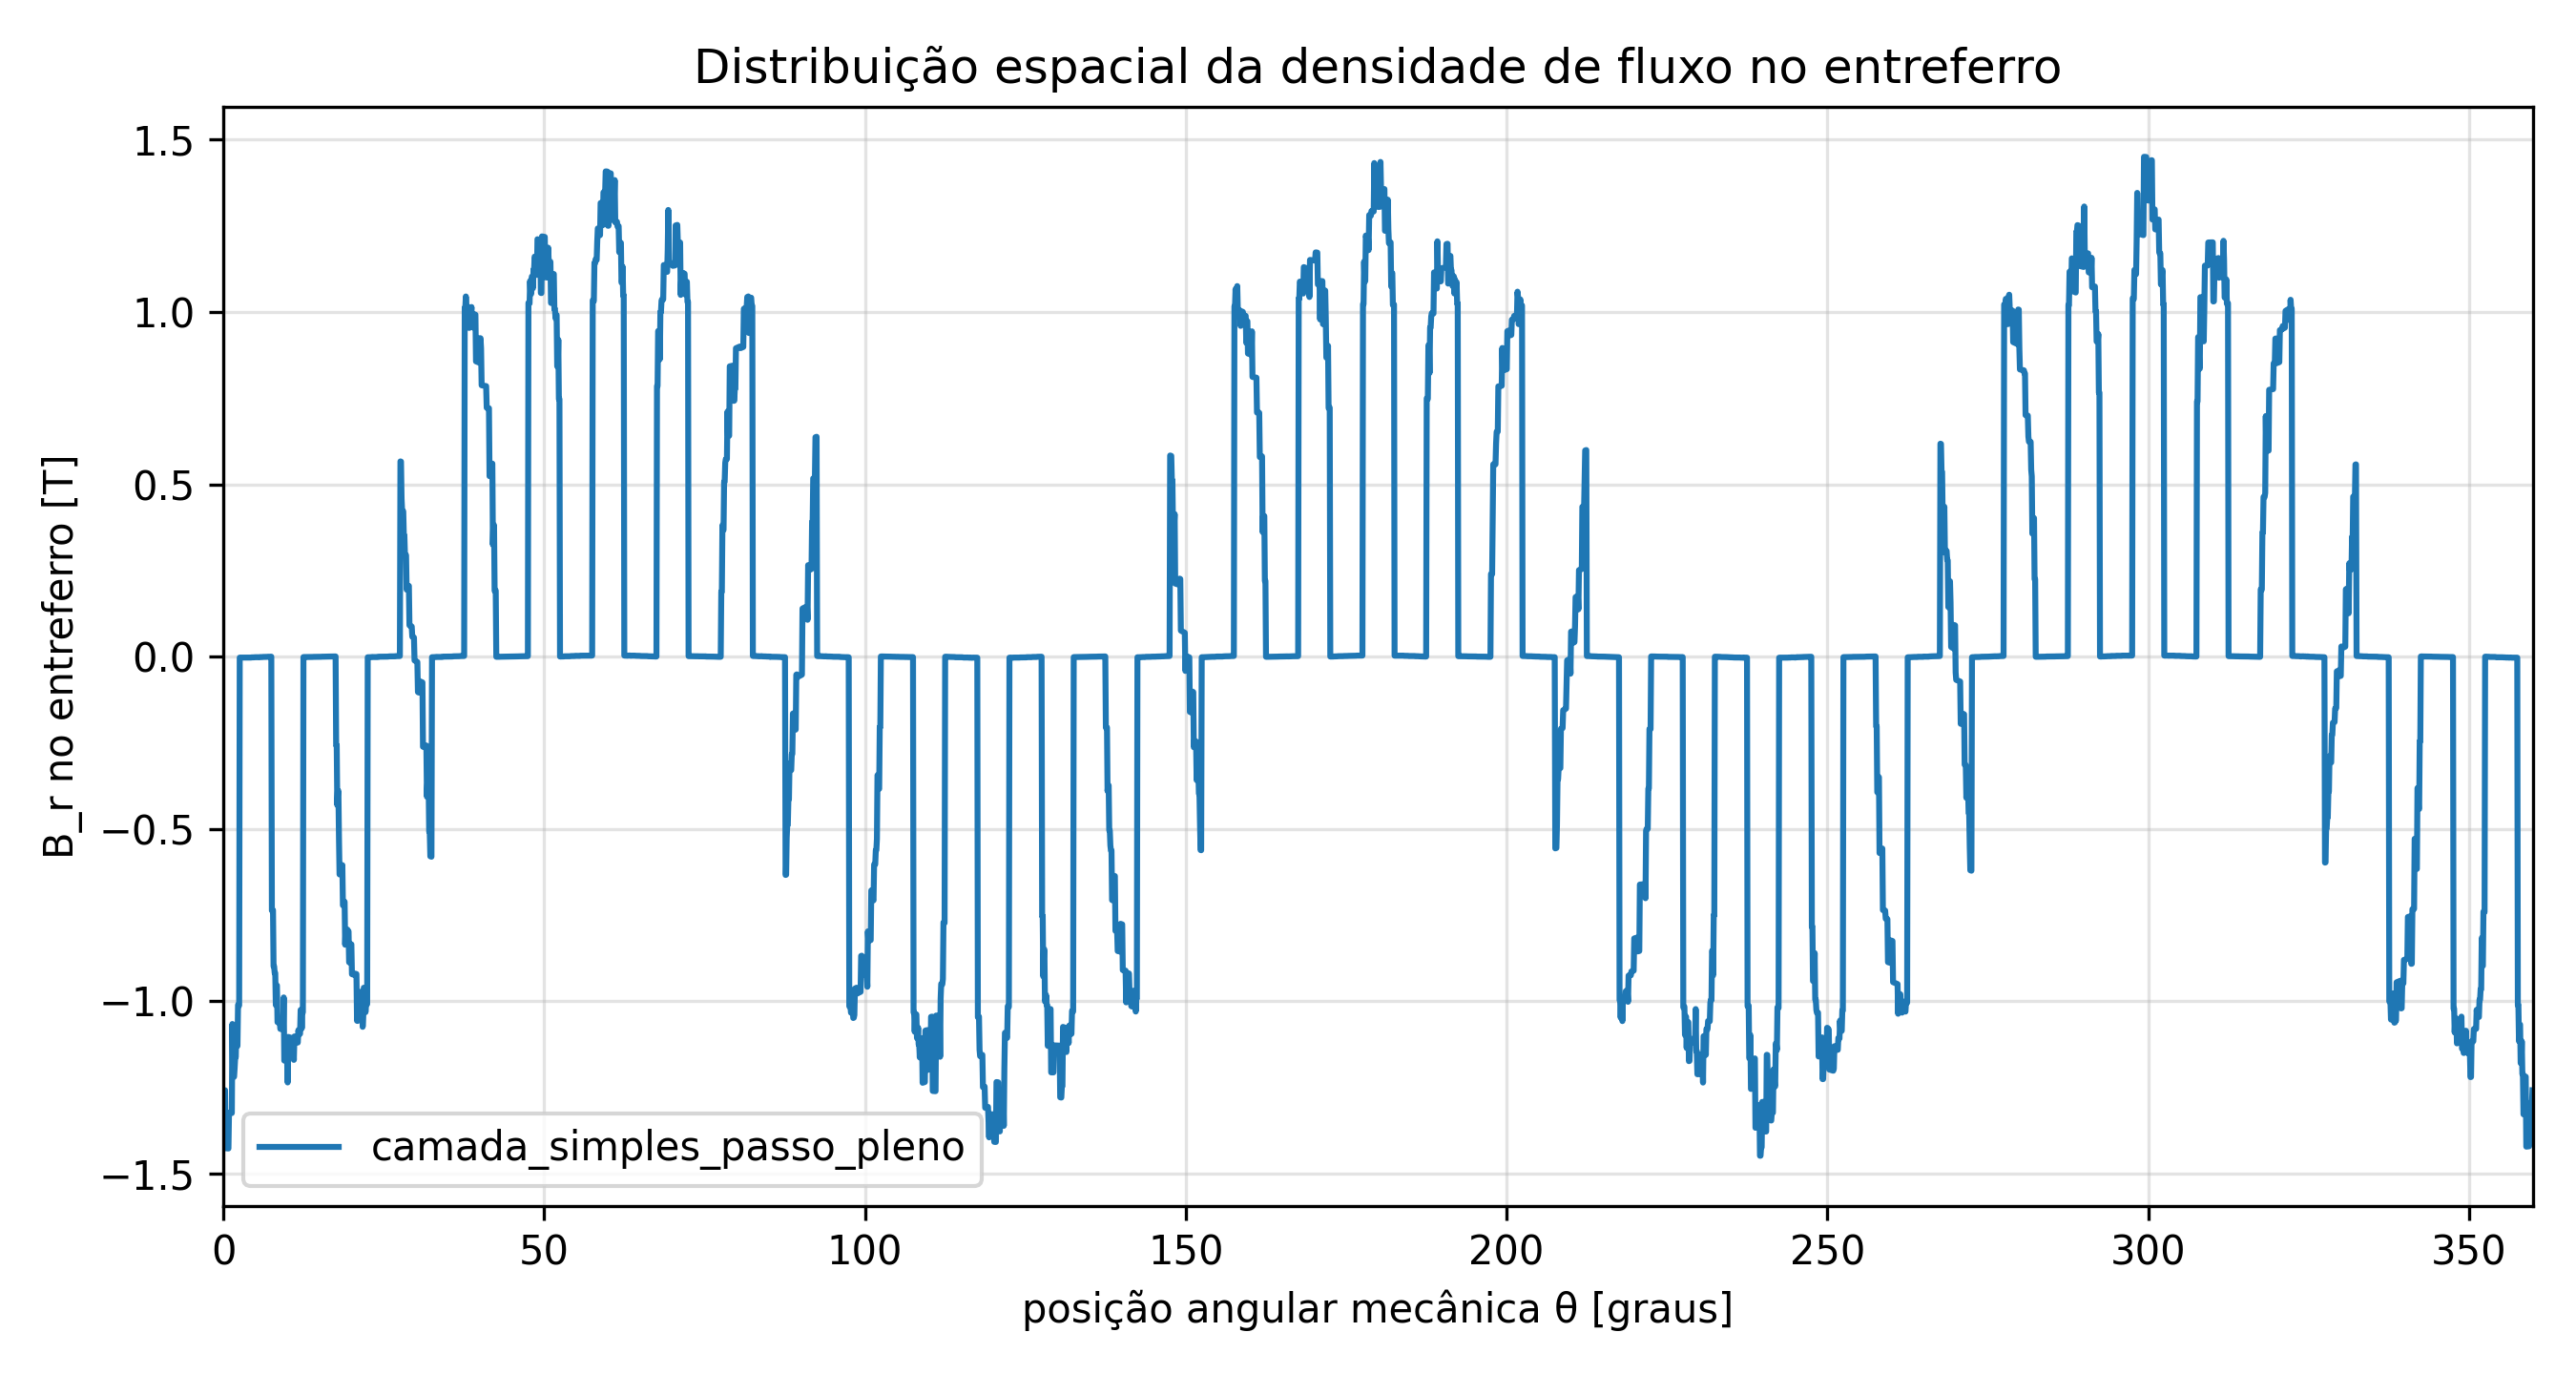 Distribuição espacial da densidade de fluxo no entreferro
B_r no entreferro [T]
1.5
1.0
0.5
0.0
−0.5
−1.0
−1.5
camada_simples_passo_pleno
0 50 100 150 200 250 300 350
posição angular mecânica θ [graus]